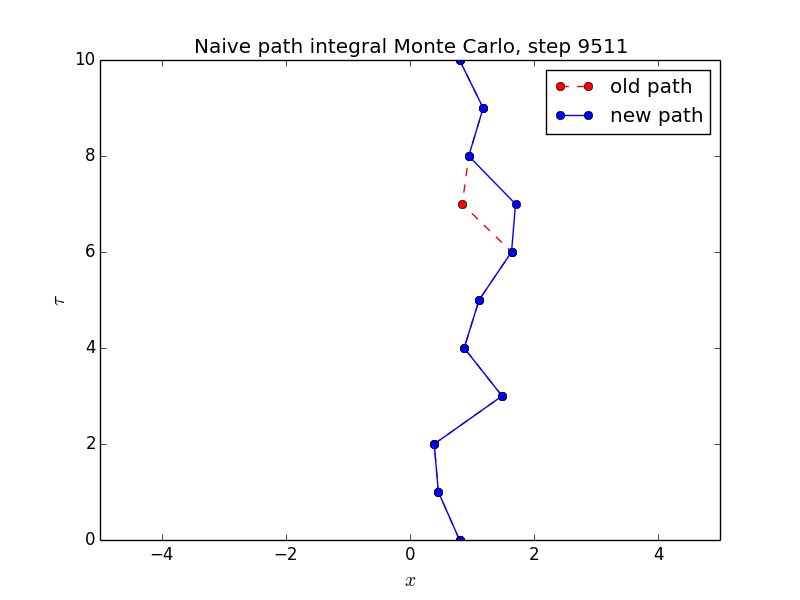 Naive path integral Monte Carlo, step 9511
old path
new path
10
8
6
4
2
0
τ
−4
−2
0
2
4
x